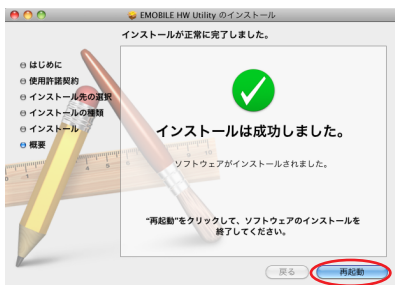 EMOBILE HW Utility のインストール
インストールが正常に完了しました。
はじめに
使用許諾契約
インストール先の選択
インストールの種類
インストール
概要
インストールは成功しました。
ソフトウェアがインストールされました。
“再起動”をクリックして、ソフトウェアのインストールを
終了してください。
戻る
再起動